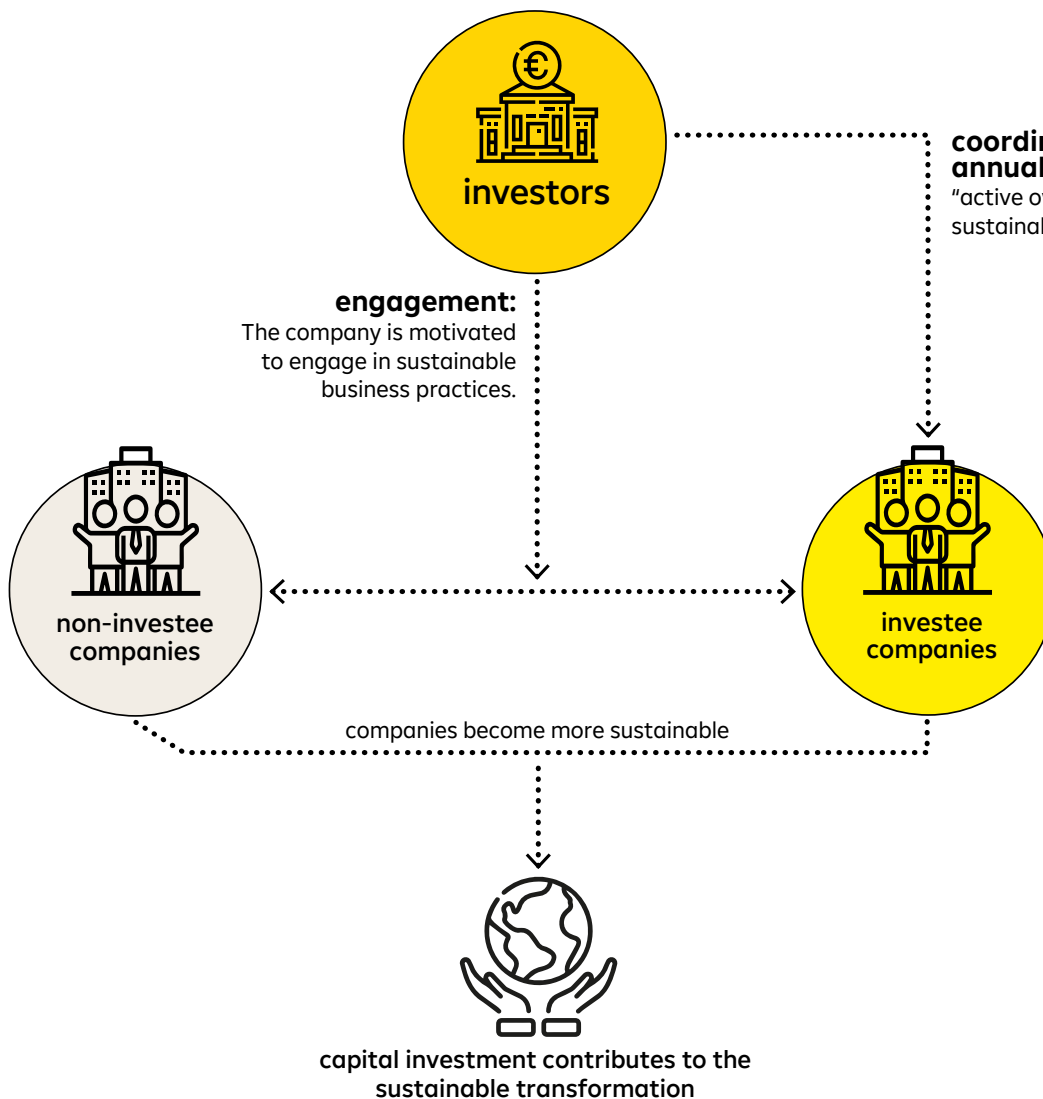 €
investors
annual
engagement:
The company is motivated
to engage in sustainable
business practices.
non-investee
companies
investee
companies
companies become more sustainable
capital investment contributes to the
sustainable transformation